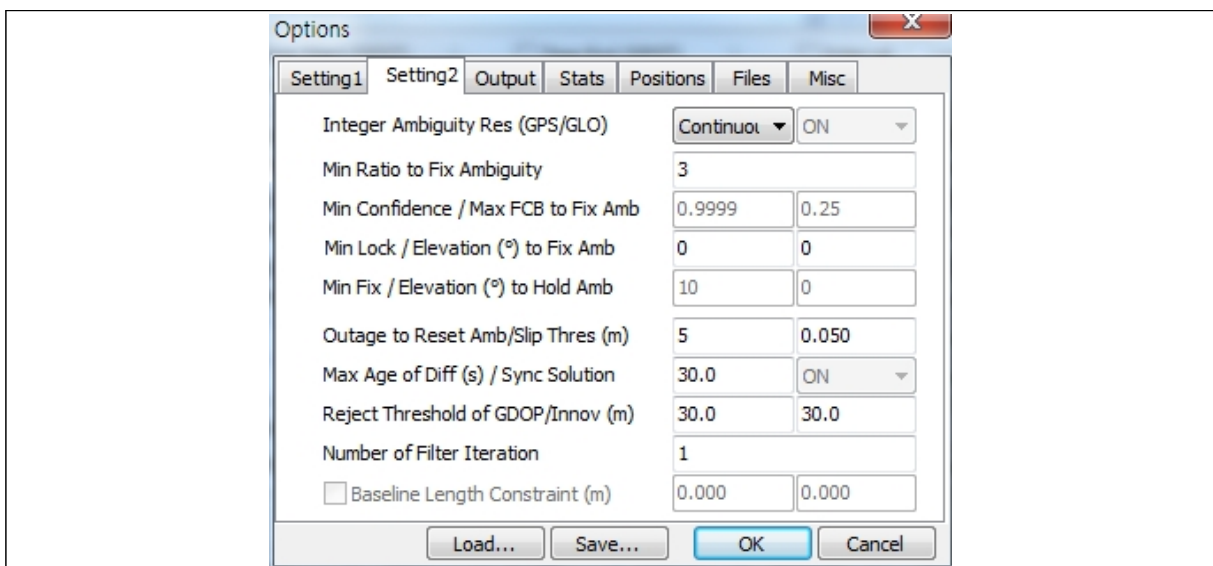 Options
X
Setting1 Setting2 Output Stats Positions Files Misc
Integer Ambiguity Res (GPS/GLO) Continuou ON
Min Ratio to Fix Ambiguity 3
Min Confidence / Max FCB to Fix Amb 0.9999 0.25
Min Lock / Elevation (°) to Fix Amb 0 0
Min Fix / Elevation (°) to Hold Amb 10 0
Outage to Reset Amb/Slip Thres (m) 5 0.050
Max Age of Diff (s) / Sync Solution 30.0 ON
Reject Threshold of GDOP/Innov (m) 30.0 30.0
Number of Filter Iteration 1
Baseline Length Constraint (m) 0.000 0.000
Load... Save... OK Cancel